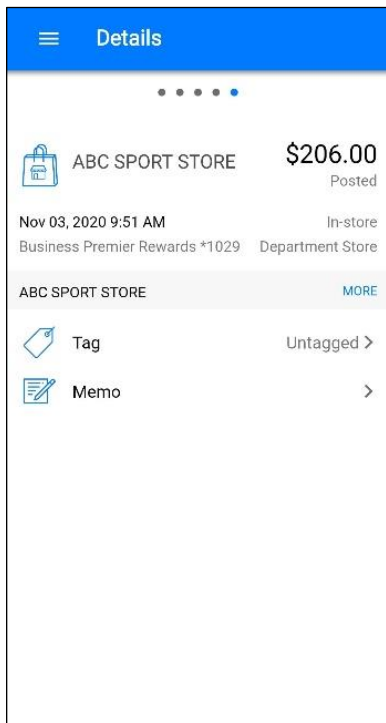 Details
ABC SPORT STORE $206.00
Posted
Nov 03, 2020 9:51 AM In-store
Business Premier Rewards *1029 Department Store
ABC SPORT STORE MORE
Tag Untagged >
Memo >